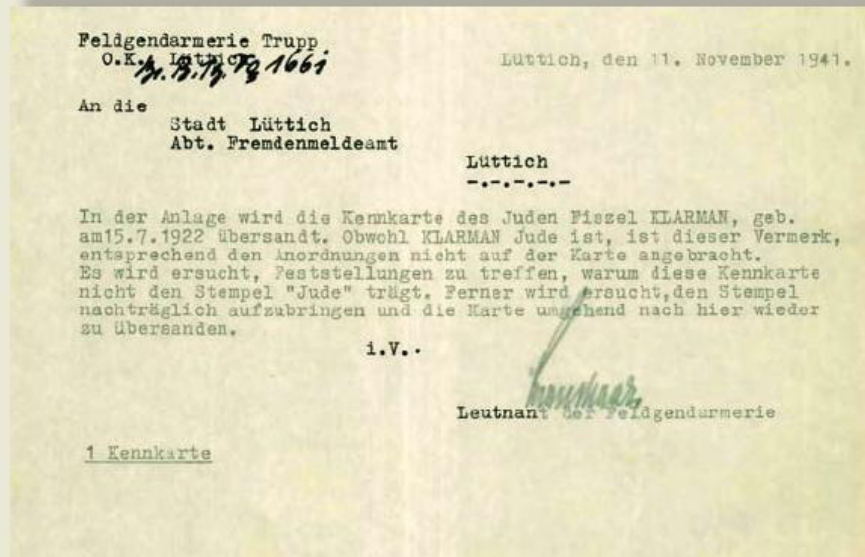 Feldgendarmerie Trupp
O.K. Lüttich
1661
Lüttich, den 11. November 1941.
An die
Stadt Lüttich
Abt. Fremdenmeldeamt
Lüttich
-.-.-.-.-
In der Anlage wird die Kennkarte des Juden Fiszel KLARMAN, geb.
am15.7.1922 übersandt. Obwohl KLARMAN Jude ist, ist dieser Vermerk,
entsprechend den Anordnungen nicht auf der Karte angebracht.
Es wird ersucht, Feststellungen zu treffen, warum diese Kennkarte
nicht den Stempel "Jude" trägt. Ferner wird ersucht,den Stempel
nachträglich aufzubringen und die Karte umgehend nach hier wieder
zu übersanden.
i.V..
Leutnant der Feldgendarmerie
1 Kennkarte